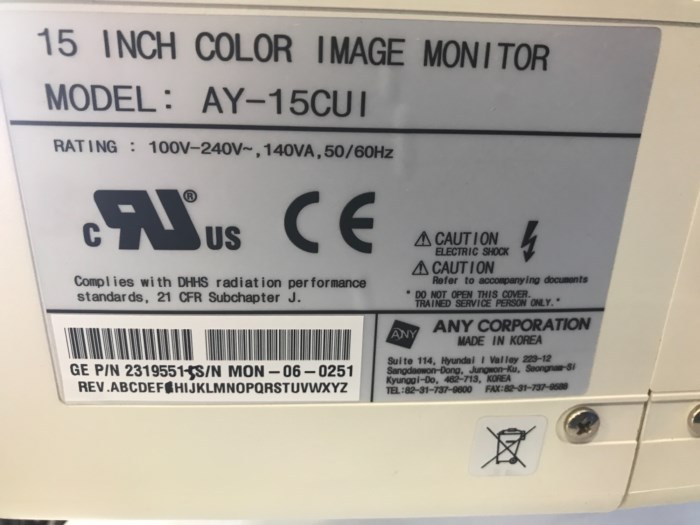 15 INCH COLOR IMAGE MONITOR
MODEL: AY-15CUI
RATING : 100V-240V~,140VA,50/60Hz
c RU ® US CE
CAUTION
ELECTRIC SHOCK
CAUTION
Refer to accompanying documents
* DO NOT OPEN THIS COVER.
TRAINED SERVICE PERSON ONLY.*
Complies with DHHS radiation performance
standards, 21 CFR Subchapter J.
GE P/N 2319551- S/N MON-06-0251
REV.ABCDEF HIJKLMNOPQRSTUVWXYZ
ANY
ANY CORPORATION
MADE IN KOREA
Suite 114, Hyundai I Valley 223-12
Sangdaewon-Dong, Jungwon-Ku, Seongnam-Si
Kyunggi-Do, 462-713, KOREA
TEL:82-31-737-9800 FAX:82-31-737-9588